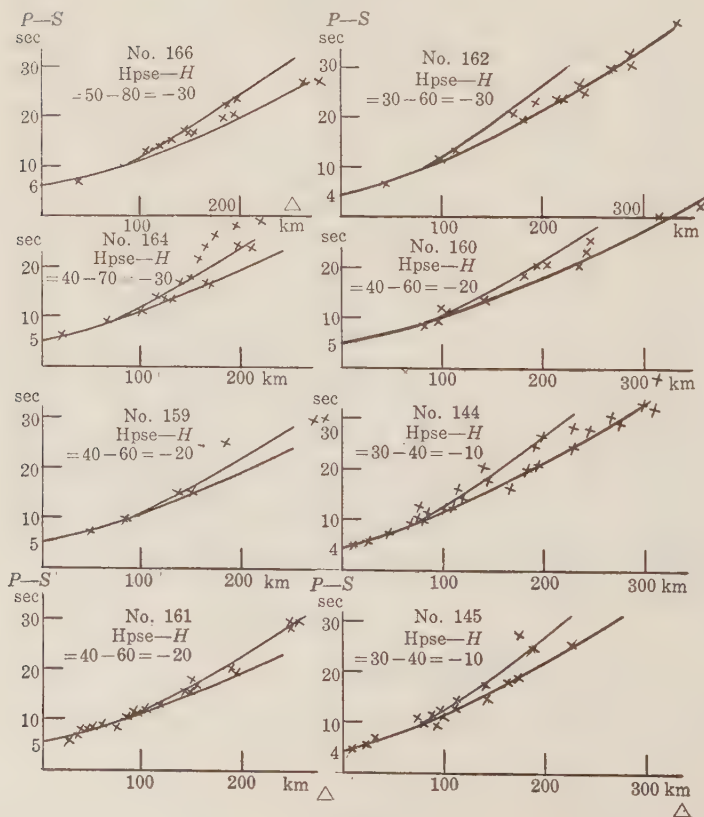 P—S
sec
30
20
10
6
No. 166
Hpse—H
=50−80=−30
100
200
km
△
P—S
sec
30
20
10
4
No. 162
Hpse—H
=30−60=−30
100
200
300
km
sec
20
10
5
No. 164
Hpse—H
=40−70=−30
100
200 km
sec
20
10
5
No. 160
Hpse—H
=40−60=−20
100
200
300
km
sec
30
20
10
5
No. 159
Hpse—H
=40−60=−20
100
200
km
sec
30
20
10
4
No. 144
Hpse—H
=30−40=−10
100
200
300 km
P—S
sec
30
20
10
5
No. 161
Hpse—H
=40−60=−20
100
200
km
△
P—S
sec
30
20
10
4
No. 145
Hpse—H
=30−40=−10
100
200
300 km
△